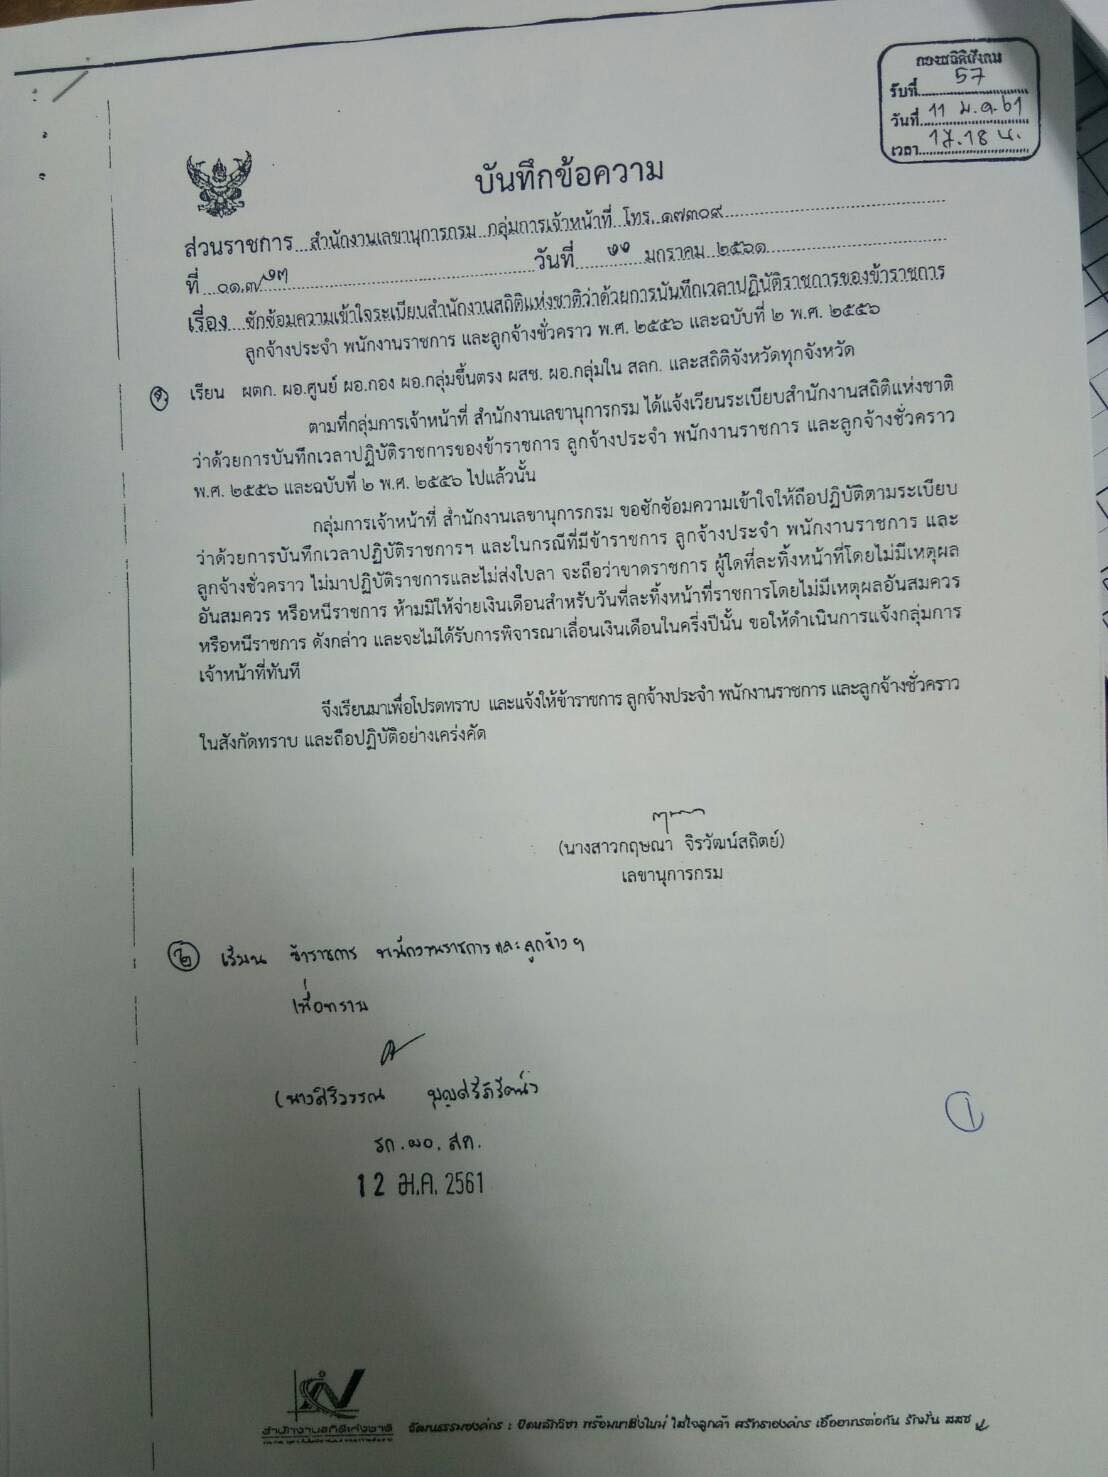 กองสถิติสังคม
รับที่ 57
วันที่ 11 ม.ค. 61
เวลา 17.18 น.
บันทึกข้อความ
ส่วนราชการ สำนักงานเลขานุการกรม กลุ่มการเจ้าหน้าที่ โทร. ๑๗๓๐๙
ที่ ๐๑.๗/๑๓ วันที่ ๑๑ มกราคม ๒๕๖๑
เรื่อง ซักซ้อมความเข้าใจระเบียบสำนักงานสถิติแห่งชาติว่าด้วยการบันทึกเวลาปฏิบัติราชการของข้าราชการ
ลูกจ้างประจำ พนักงานราชการ และลูกจ้างชั่วคราว พ.ศ. ๒๕๕๖ และฉบับที่ ๒ พ.ศ. ๒๕๕๖
๑. เรียน ผตก. ผอ.ศูนย์ ผอ.กอง ผอ.กลุ่มขึ้นตรง ผสช. ผอ.กลุ่มใน สลก. และสถิติจังหวัดทุกจังหวัด
ตามที่กลุ่มการเจ้าหน้าที่ สำนักงานเลขานุการกรม ได้แจ้งเวียนระเบียบสำนักงานสถิติแห่งชาติ
ว่าด้วยการบันทึกเวลาปฏิบัติราชการของข้าราชการ ลูกจ้างประจำ พนักงานราชการ และลูกจ้างชั่วคราว
พ.ศ. ๒๕๕๖ และฉบับที่ ๒ พ.ศ. ๒๕๕๖ ไปแล้วนั้น
กลุ่มการเจ้าหน้าที่ สำนักงานเลขานุการกรม ขอซักซ้อมความเข้าใจให้ถือปฏิบัติตามระเบียบ
ว่าด้วยการบันทึกเวลาปฏิบัติราชการฯ และในกรณีที่มีข้าราชการ ลูกจ้างประจำ พนักงานราชการ และ
ลูกจ้างชั่วคราว ไม่มาปฏิบัติราชการและไม่ส่งใบลา จะถือว่าขาดราชการ ผู้ใดที่ละทิ้งหน้าที่โดยไม่มีเหตุผล
อันสมควร หรือหนีราชการ ห้ามมิให้จ่ายเงินเดือนสำหรับวันที่ละทิ้งหน้าที่ราชการโดยไม่มีเหตุผลอันสมควร
หรือหนีราชการ ดังกล่าว และจะไม่ได้รับการพิจารณาเลื่อนเงินเดือนในครึ่งปีนั้น ขอให้ดำเนินการแจ้งกลุ่มการ
เจ้าหน้าที่ทันที
จึงเรียนมาเพื่อโปรดทราบ และแจ้งให้ข้าราชการ ลูกจ้างประจำ พนักงานราชการ และลูกจ้างชั่วคราว
ในสังกัดทราบ และถือปฏิบัติอย่างเคร่งคัด
(นางสาวกฤษณา จิรวัฒน์สถิตย์)
เลขานุการกรม
๒ เรียน ข้าราชการ พนักงานราชการและลูกจ้างฯ
เพื่อทราบ
(นางศิริวรรณ บุญศรีภิรัตน์)
รก.ผอ.สค.
12 ม.ค. 2561
1
สำนักงานสถิติแห่งชาติ
วัฒนธรรมองค์กร : ยึดหลักวิชา พร้อมหาสิ่งใหม่ ใส่ใจลูกค้า ศรัทธาองค์กร เอื้ออาทรต่อกัน รักมั่น สสช